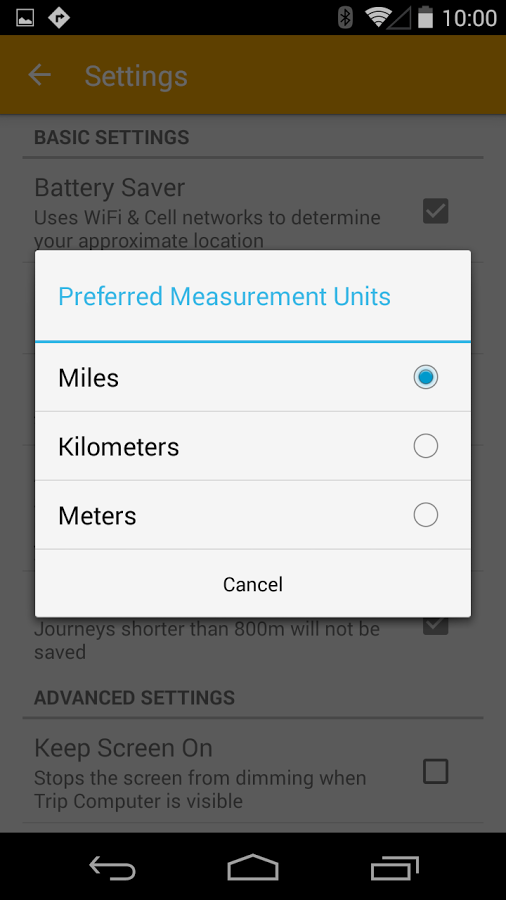 10:00
Settings
BASIC SETTINGS
Battery Saver
Uses WiFi & Cell networks to determine
your approximate location
Preferred Measurement Units
Miles
Kilometers
Meters
Cancel
Journeys shorter than 800m will not be
saved
ADVANCED SETTINGS
Keep Screen On
Stops the screen from dimming when
Trip Computer is visible